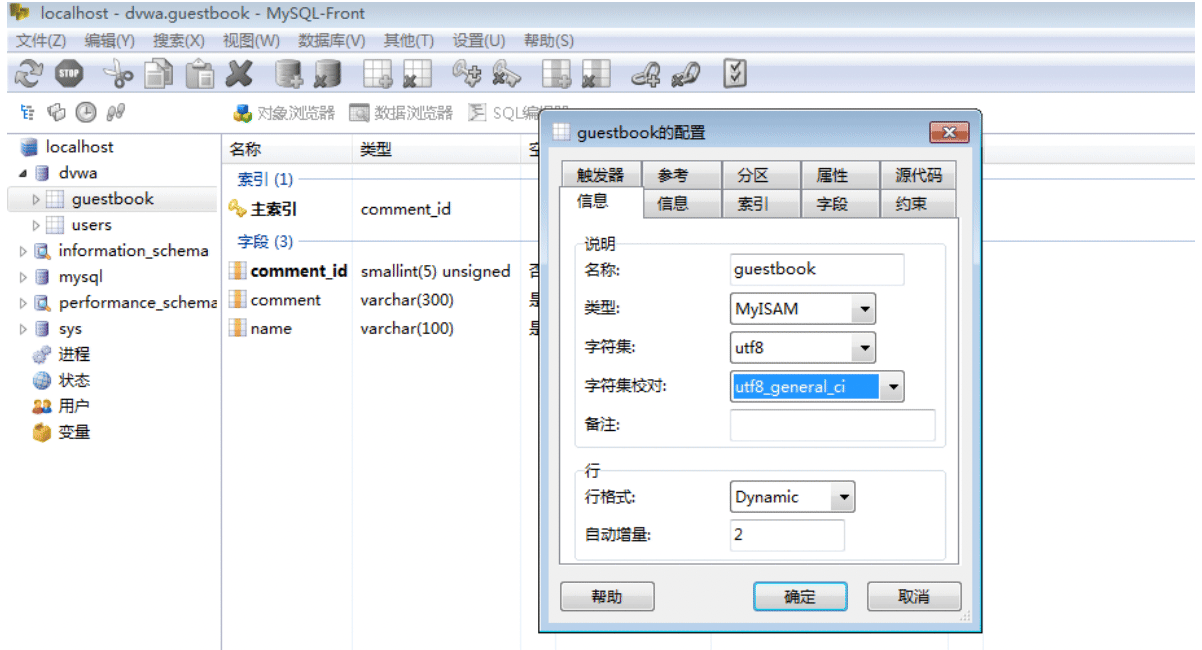 localhost - dvwa.guestbook - MySQL-Front
文件(Z) 编辑(Y) 搜索(X) 视图(W) 数据库(V) 其他(T) 设置(U) 帮助(S)
STOP
对象浏览器 数据浏览器 SQL编
localhost
dvwa
guestbook
users
information_schema
mysql
performance_schema
sys
进程
状态
用户
变量
名称 类型
索引 (1)
主索引 comment_id
字段 (3)
comment_id smallint(5) unsigned 否
comment varchar(300) 是
name varchar(100) 是
guestbook的配置
触发器 参考 分区 属性 源代码
信息 信息 索引 字段 约束
说明
名称: guestbook
类型: MyISAM
字符集: utf8
字符集校对: utf8_general_ci
备注:
行
行格式: Dynamic
自动增量: 2
帮助 确定 取消